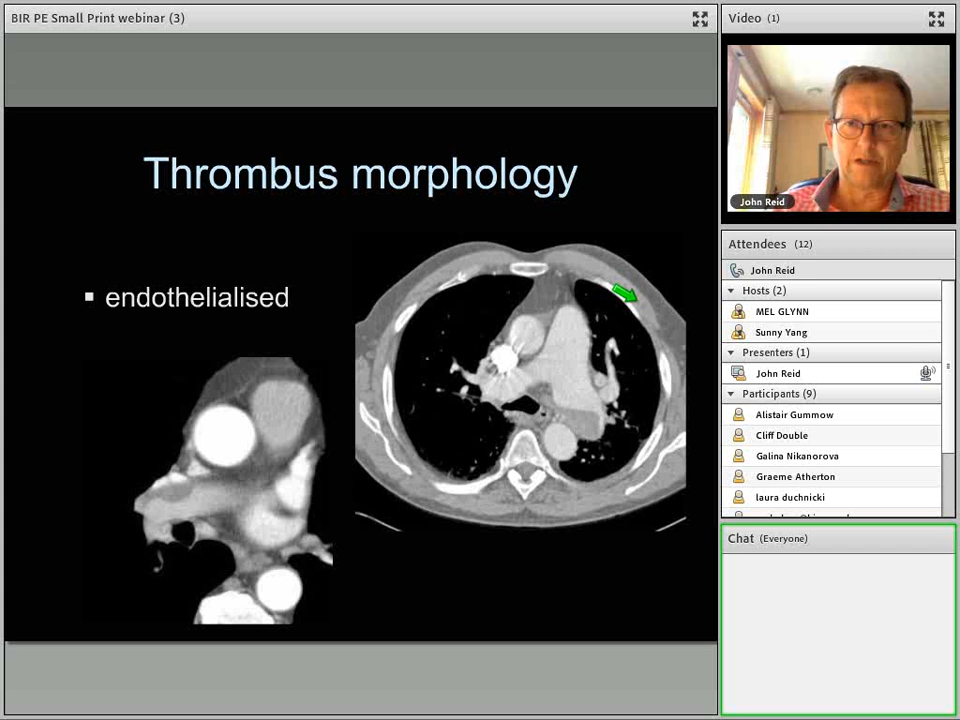 BIR PE Small Print webinar (3)
Thrombus morphology
▪ endothelialised
Video (1)
John Reid
Attendees (12)
John Reid
Hosts (2)
MEL GLYNN
Sunny Yang
Presenters (1)
John Reid
Participants (9)
Alistair Gummow
Cliff Double
Galina Nikanorova
Graeme Atherton
laura duchnicki
Chat (Everyone)